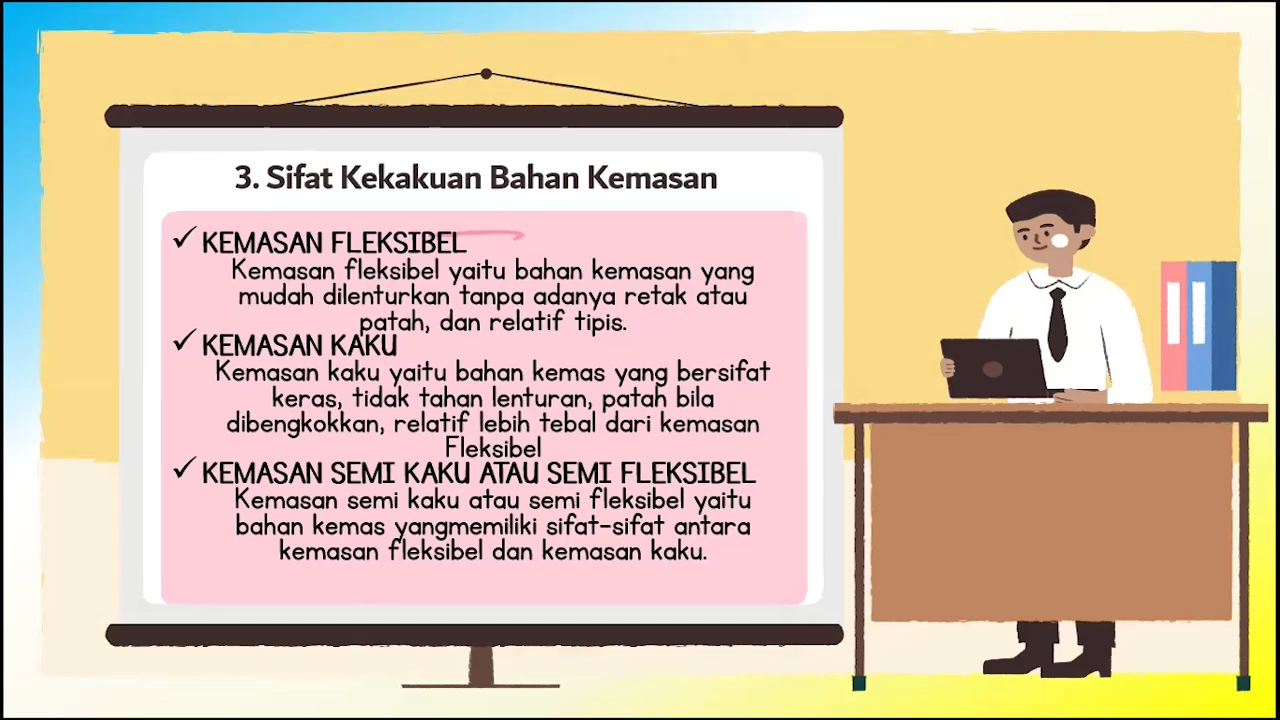 3. Sifat Kekakuan Bahan Kemasan
✓ KEMASAN FLEKSIBEL
Kemasan fleksibel yaitu bahan kemasan yang
mudah dilenturkan tanpa adanya retak atau
patah, dan relatif tipis.
✓ KEMASAN KAKU
Kemasan kaku yaitu bahan kemas yang bersifat
keras, tidak tahan lenturan, patah bila
dibengkokkan, relatif lebih tebal dari kemasan
Fleksibel
✓ KEMASAN SEMI KAKU ATAU SEMI FLEKSIBEL
Kemasan semi kaku atau semi fleksibel yaitu
bahan kemas yangmemiliki sifat-sifat antara
kemasan fleksibel dan kemasan kaku.